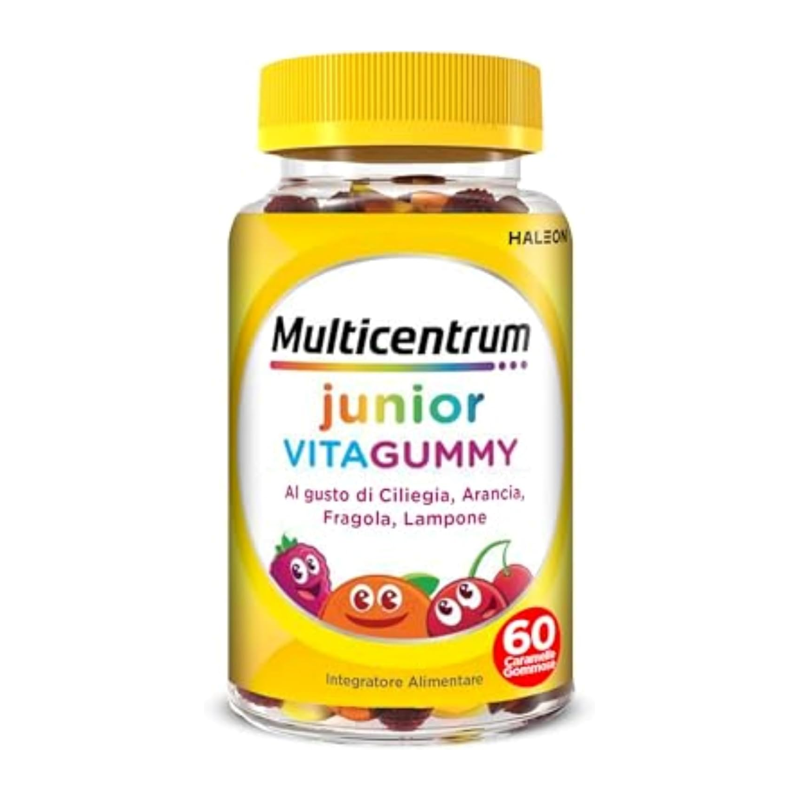 HALEON
Multicentrum
junior
VITAGUMMY
Al gusto di Ciliegia, Arancia,
Fragola, Lampone
60
Caramelle
Gommose
Integratore Alimentare